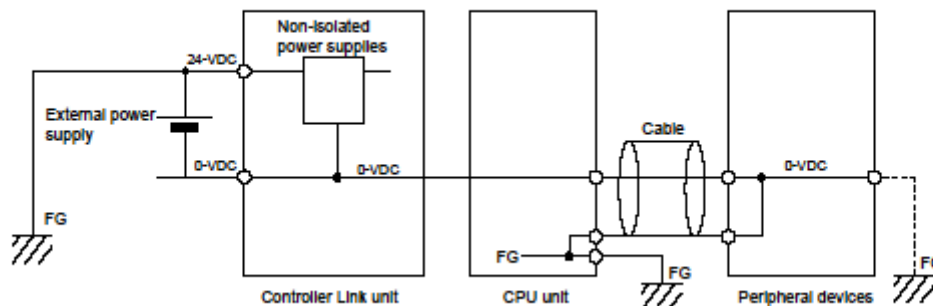 Non-isolated
power supplies
24-VDC
External power
supply
Cable
0-VDC
0-VDC
0-VDC
FG
FG
FG
FG
Controller Link unit
CPU unit
Peripheral devices